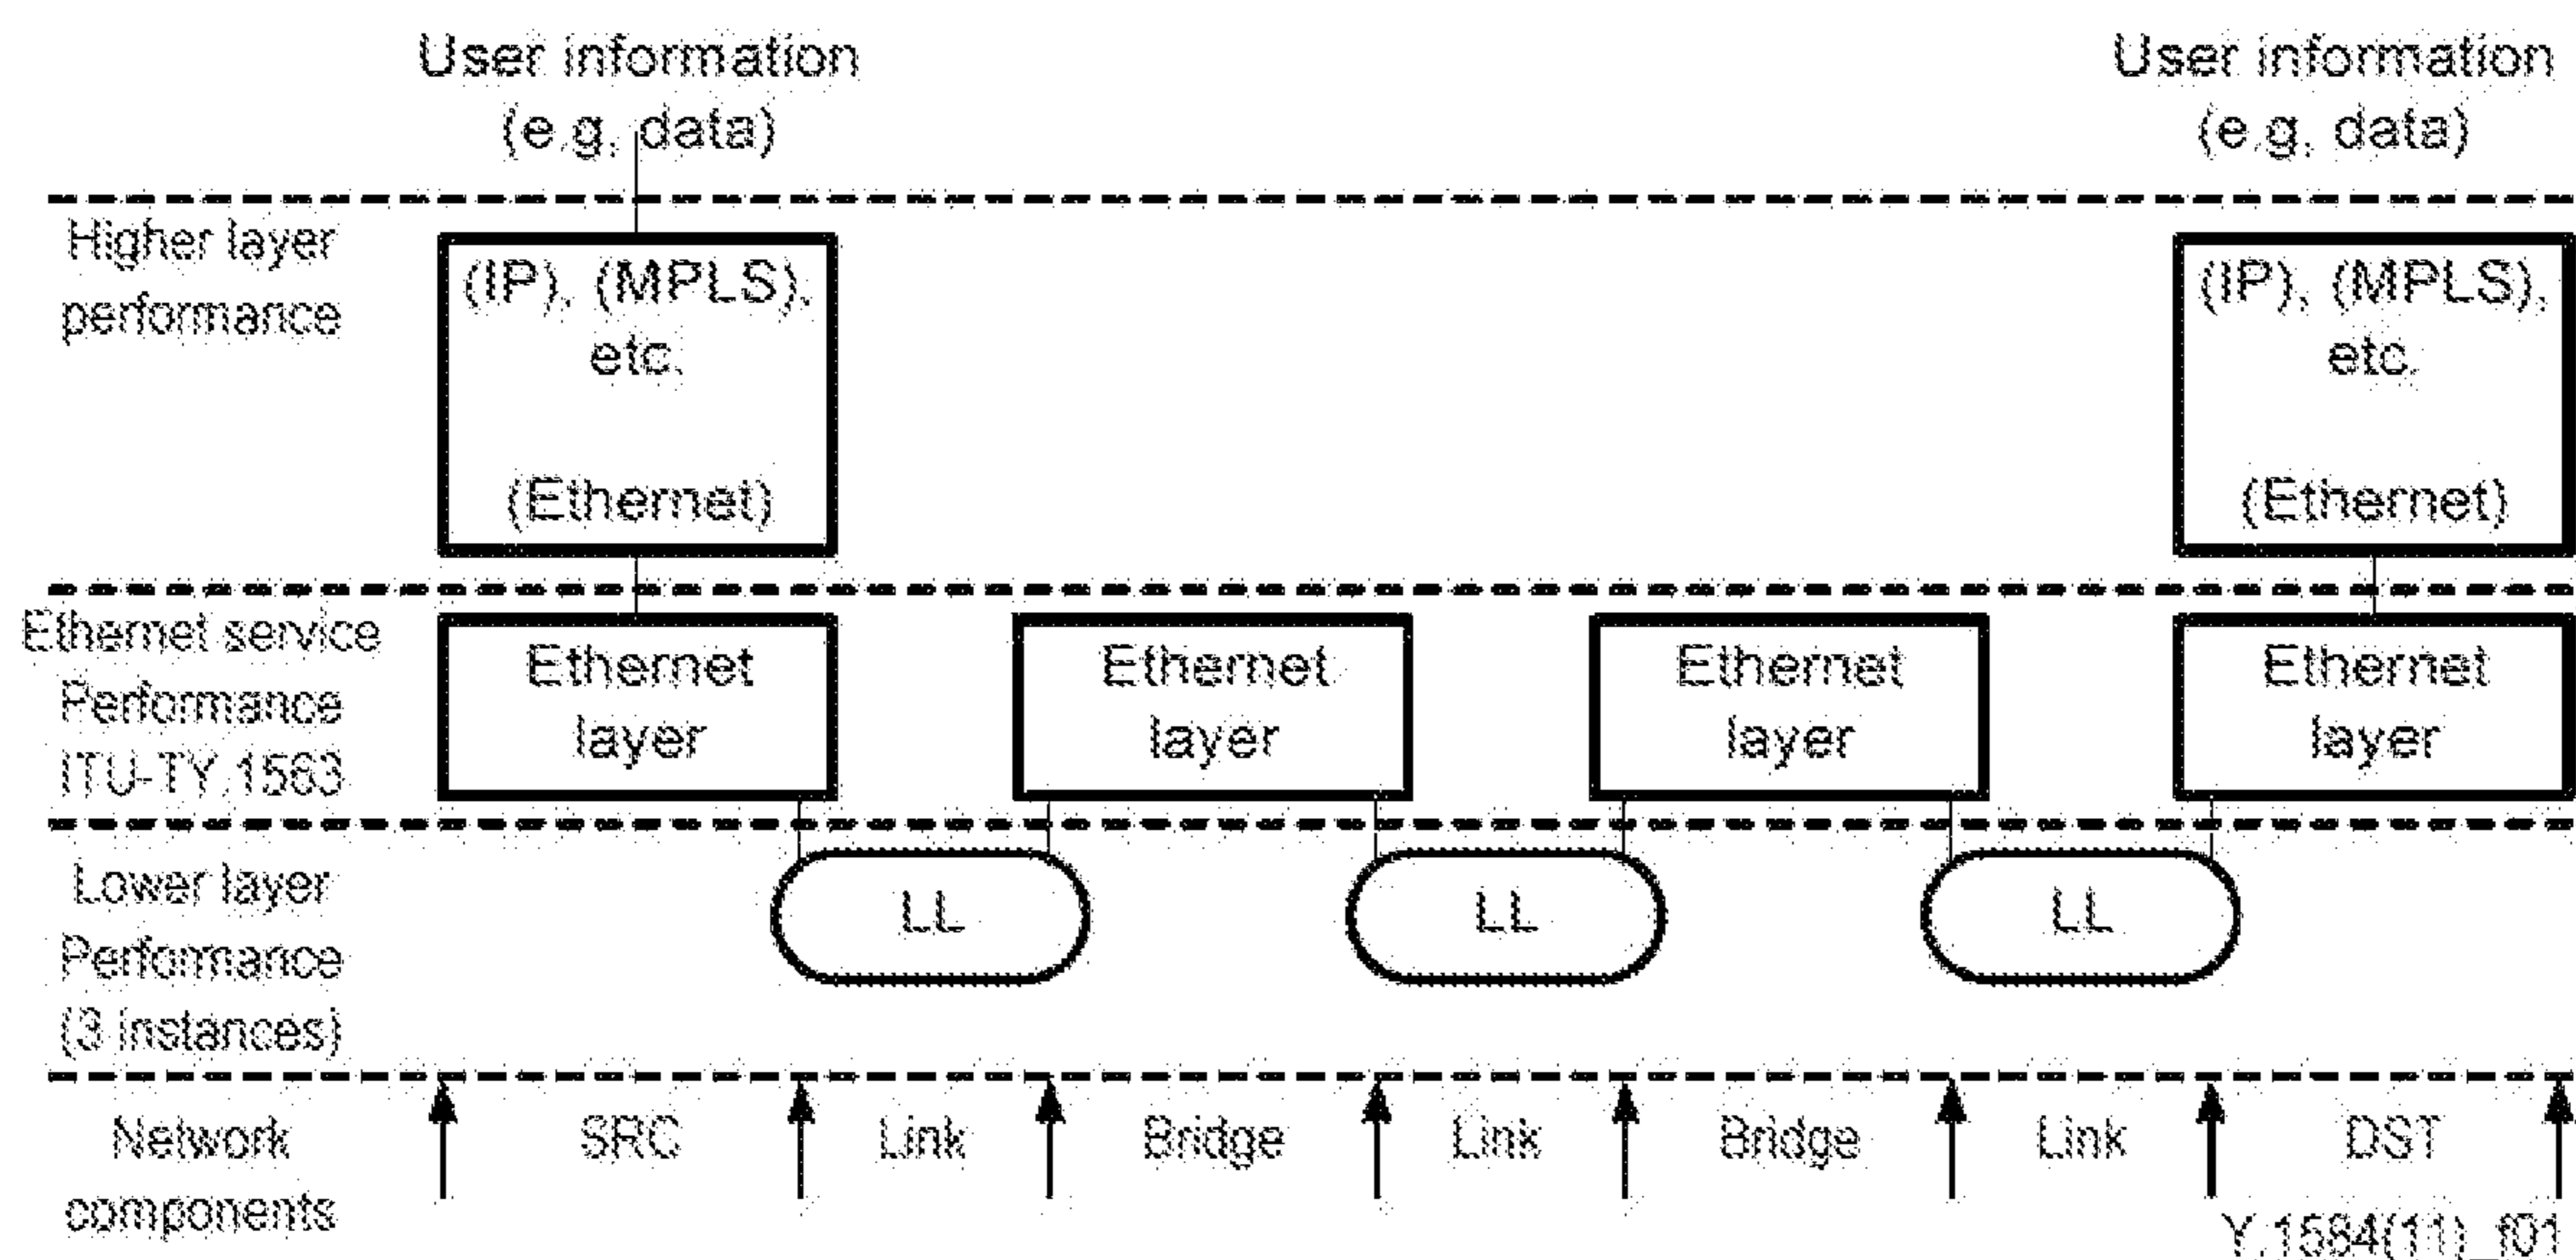 User information
(e.g. data)
User information
(e.g. data)
Higher layer
performance
(IP), (MPLS),
etc.
(Ethernet)
(IP), (MPLS),
etc.
(Ethernet)
Ethernet service
Performance
ITU-TY.1563
Ethernet
layer
Ethernet
layer
Ethernet
layer
Ethernet
layer
Lower layer
Performance
(3 instances)
LL
LL
LL
Network
components
SRC
Link
Bridge
Link
Bridge
Link
DST
Y.1564(11)_f01